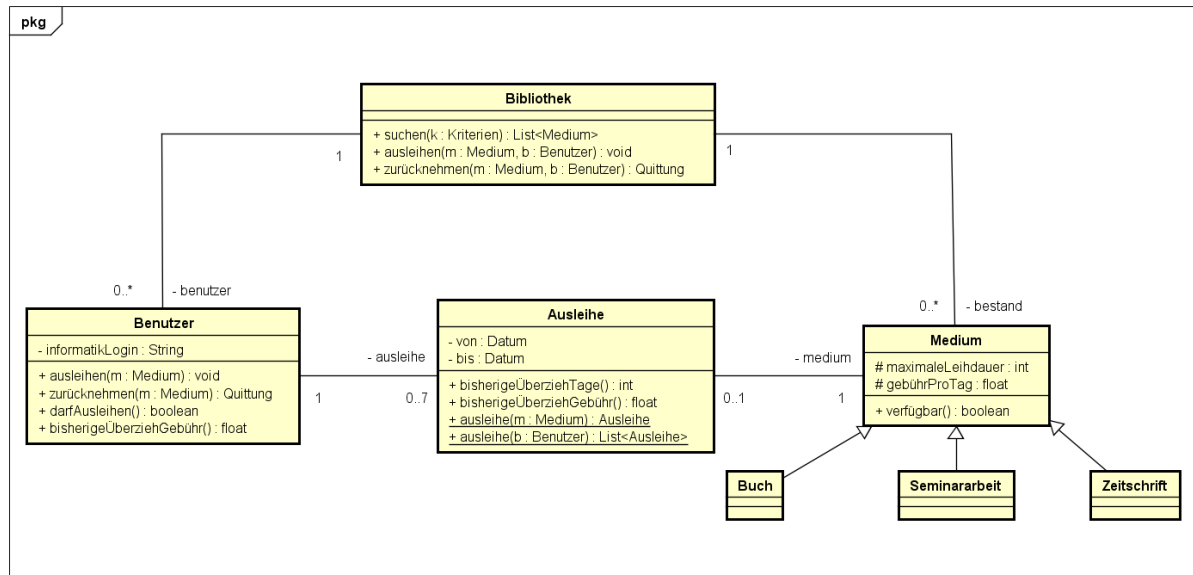 pkg
Bibliothek
+ suchen(k : Kriterien) : List<Medium>
+ ausleihen(m : Medium, b : Benutzer) : void
+ zurücknehmen(m : Medium, b : Benutzer) : Quittung
1
1
0..*
- benutzer
0..*
- bestand
Benutzer
- informatikLogin : String
+ ausleihen(m : Medium) : void
+ zurücknehmen(m : Medium) : Quittung
+ darfAusleihen() : boolean
+ bisherigeÜberziehGebühr() : float
- ausleihe
1
0..7
Ausleihe
- von : Datum
- bis : Datum
+ bisherigeÜberziehTage() : int
+ bisherigeÜberziehGebühr() : float
+ ausleihe(m : Medium) : Ausleihe
+ ausleihe(b : Benutzer) : List<Ausleihe>
- medium
0..1
1
Medium
# maximaleLeihdauer : int
# gebührProTag : float
+ verfügbar() : boolean
Buch
Seminararbeit
Zeitschrift